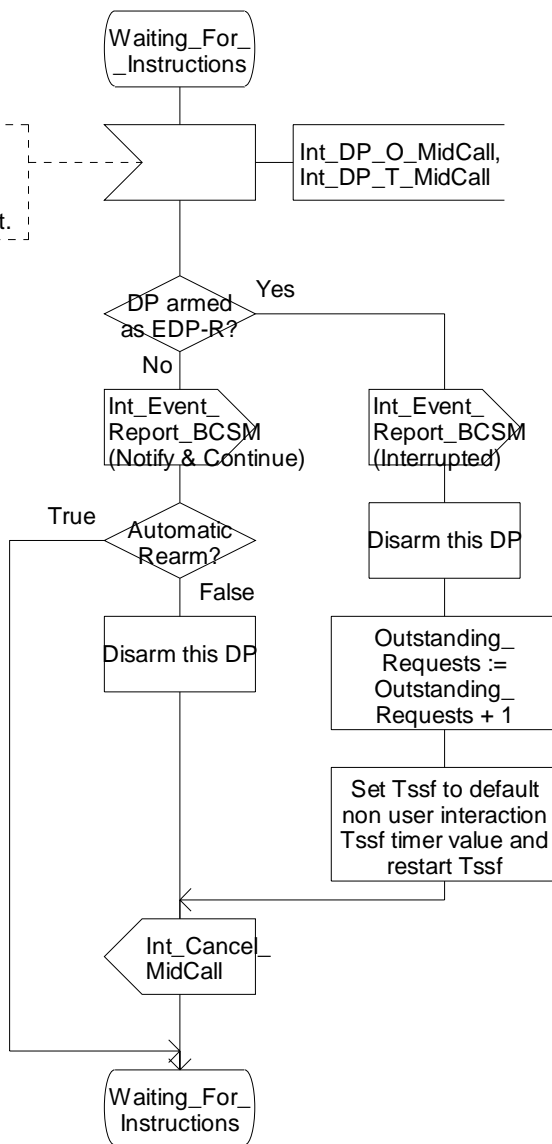 Waiting_For_
_Instructions
Int_DP_O_MidCall,
Int_DP_T_MidCall
t.
DP armed
as EDP-R?
Yes
No
Int_Event_
Report_BCSM
(Notify & Continue)
Int_Event_
Report_BCSM
(Interrupted)
True
Automatic
Rearm?
False
Disarm this DP
Disarm this DP
Outstanding_
Requests :=
Outstanding_
Requests + 1
Set Tssf to default
non user interaction
Tssf timer value and
restart Tssf
Int_Cancel_
MidCall
Waiting_For_
Instructions